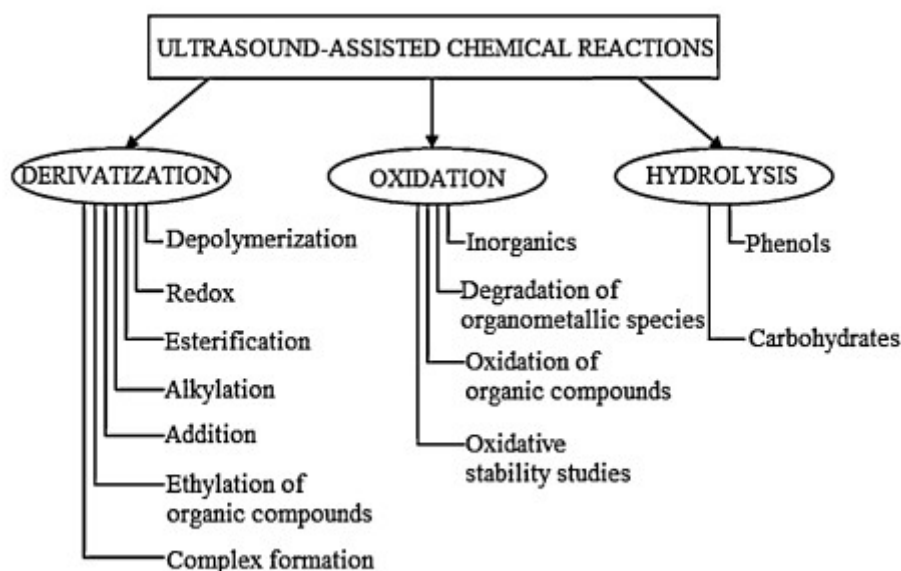 ULTRASOUND-ASSISTED CHEMICAL REACTIONS
DERIVATIZATION
Depolymerization
Redox
Esterification
Alkylation
Addition
Ethylation of
organic compounds
Complex formation
OXIDATION
Inorganics
Degradation of
organometallic species
Oxidation of
organic compounds
Oxidative
stability studies
HYDROLYSIS
Phenols
Carbohydrates